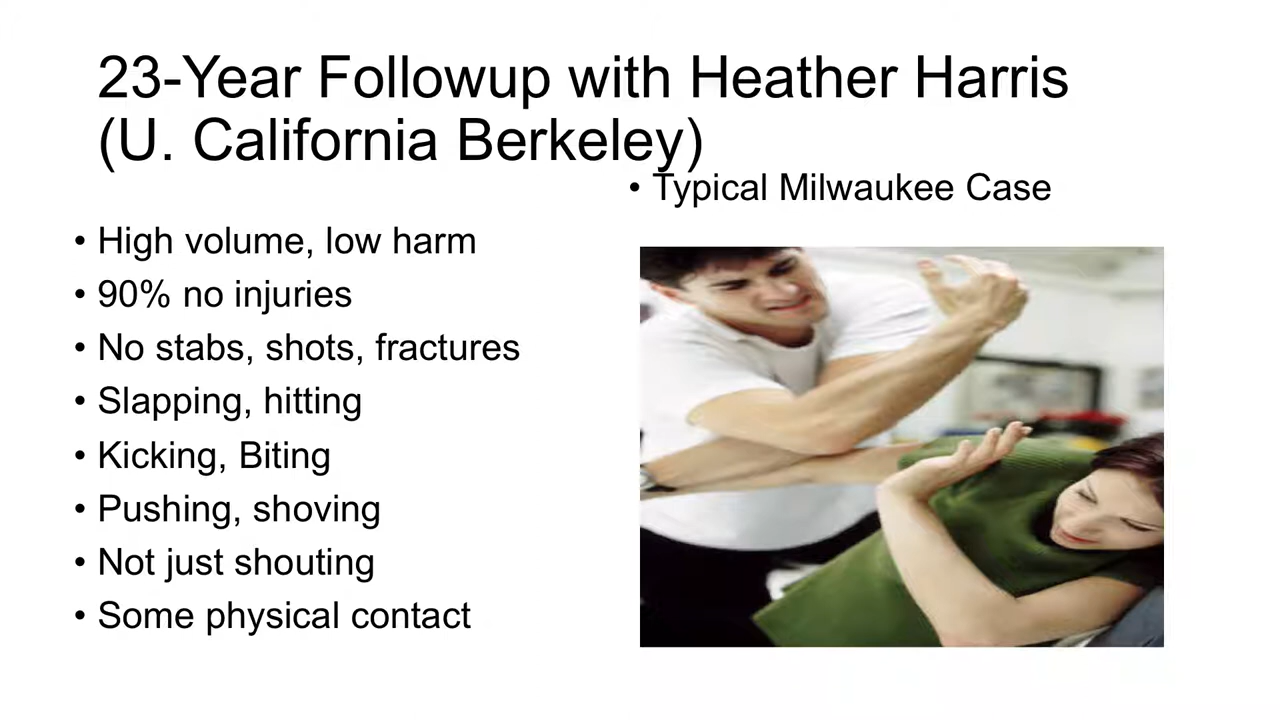 23-Year Followup with Heather Harris
(U. California Berkeley)
• Typical Milwaukee Case
• High volume, low harm
• 90% no injuries
• No stabs, shots, fractures
• Slapping, hitting
• Kicking, Biting
• Pushing, shoving
• Not just shouting
• Some physical contact